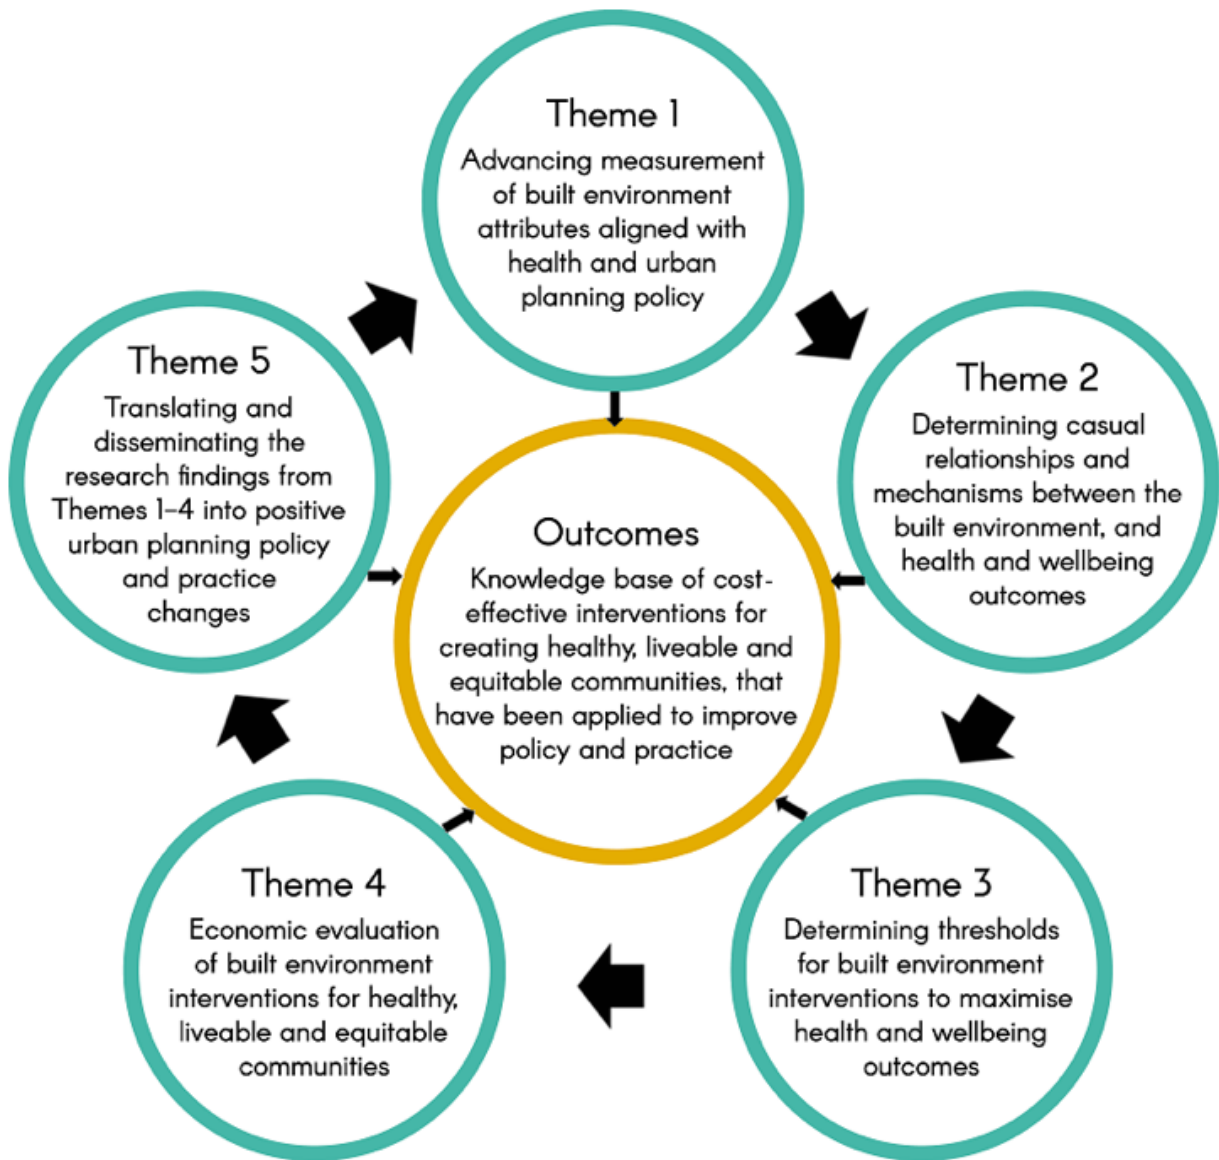 Theme 1
Advancing measurement
of built environment
attributes aligned with
health and urban
planning policy
Theme 2
Determining casual
relationships and
mechanisms between the
built environment, and
health and wellbeing
outcomes
Theme 3
Determining thresholds
for built environment
interventions to maximise
health and wellbeing
outcomes
Theme 4
Economic evaluation
of built environment
interventions for healthy,
liveable and equitable
communities
Theme 5
Translating and
disseminating the
research findings from
Themes 1–4 into positive
urban planning policy
and practice
changes
Outcomes
Knowledge base of cost-
effective interventions for
creating healthy, liveable and
equitable communities, that
have been applied to improve
policy and practice